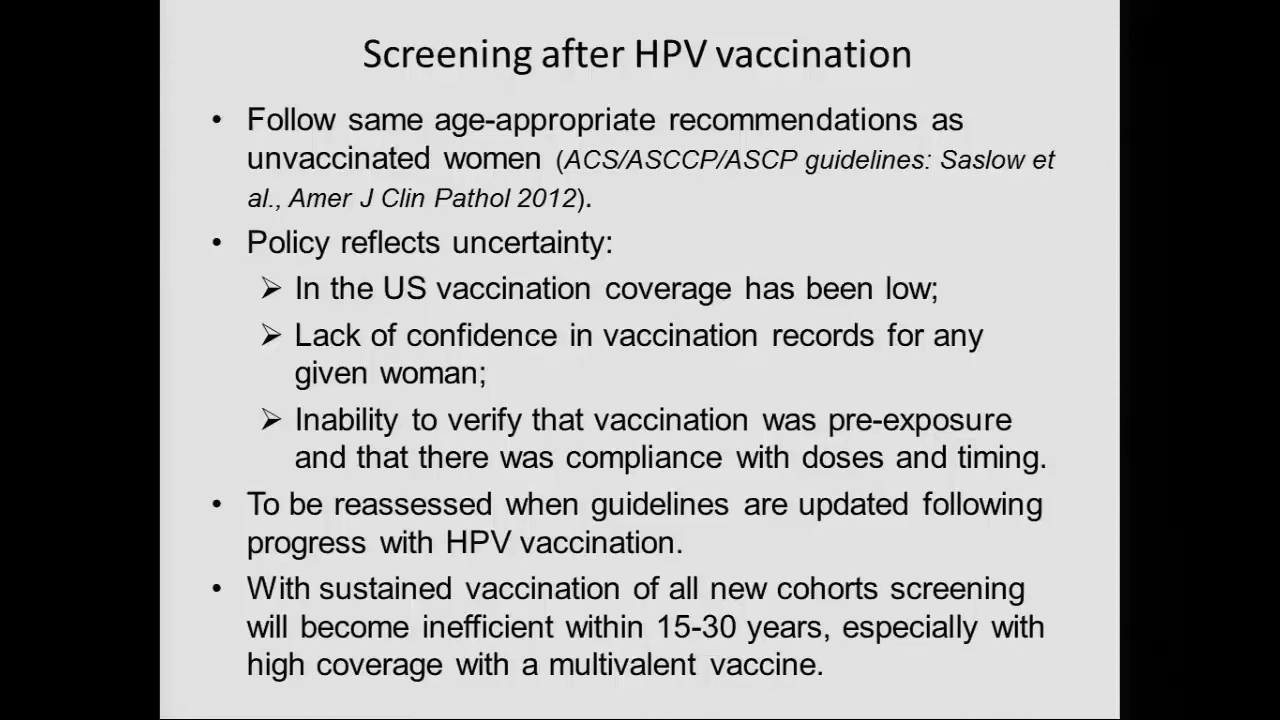 Screening after HPV vaccination
• Follow same age-appropriate recommendations as
unvaccinated women (ACS/ASCCP/ASCP guidelines: Saslow et
al., Amer J Clin Pathol 2012).
• Policy reflects uncertainty:
➢ In the US vaccination coverage has been low;
➢ Lack of confidence in vaccination records for any
given woman;
➢ Inability to verify that vaccination was pre-exposure
and that there was compliance with doses and timing.
• To be reassessed when guidelines are updated following
progress with HPV vaccination.
• With sustained vaccination of all new cohorts screening
will become inefficient within 15-30 years, especially with
high coverage with a multivalent vaccine.